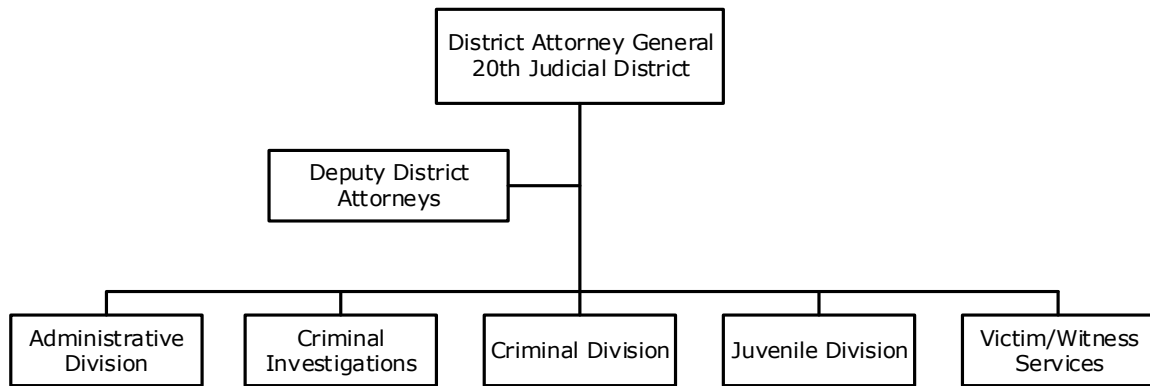 District Attorney General
20th Judicial District
Deputy District
Attorneys
Administrative
Division
Criminal
Investigations
Criminal Division
Juvenile Division
Victim/Witness
Services